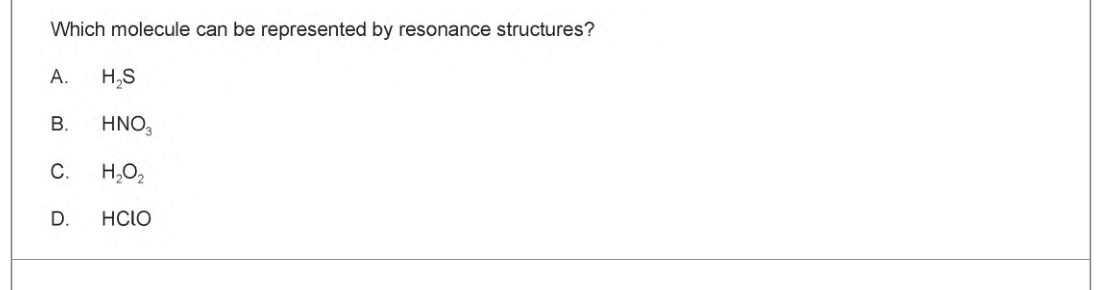 Which molecule can be represented by resonance structures?
A. H₂S
B. HNO₃
C. H₂O₂
D. HClO